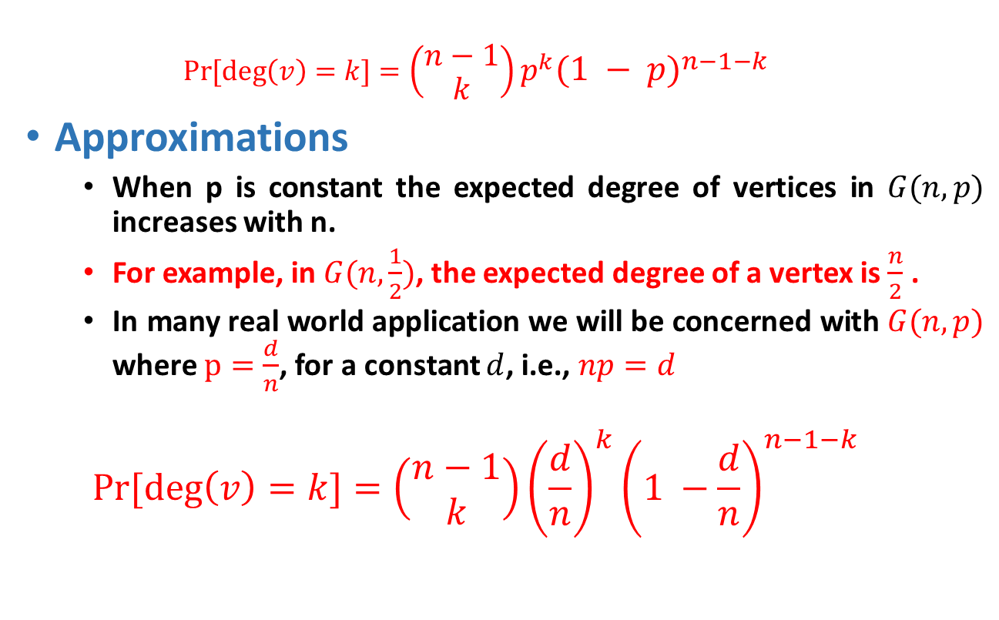 Pr[deg(𝑣) = 𝑘] = \binom{n − 1}{k} p^k (1 − p)^{n−1−k}
• Approximations
• When p is constant the expected degree of vertices in G(n, p)
increases with n.
• For example, in G(n, \frac{1}{2}), the expected degree of a vertex is \frac{n}{2} .
• In many real world application we will be concerned with G(n, p)
where p = \frac{d}{n}, for a constant d, i.e., np = d
Pr[deg(v) = k] = \binom{n − 1}{k} \left(\frac{d}{n}\right)^k \left(1 − \frac{d}{n}\right)^{n−1−k}